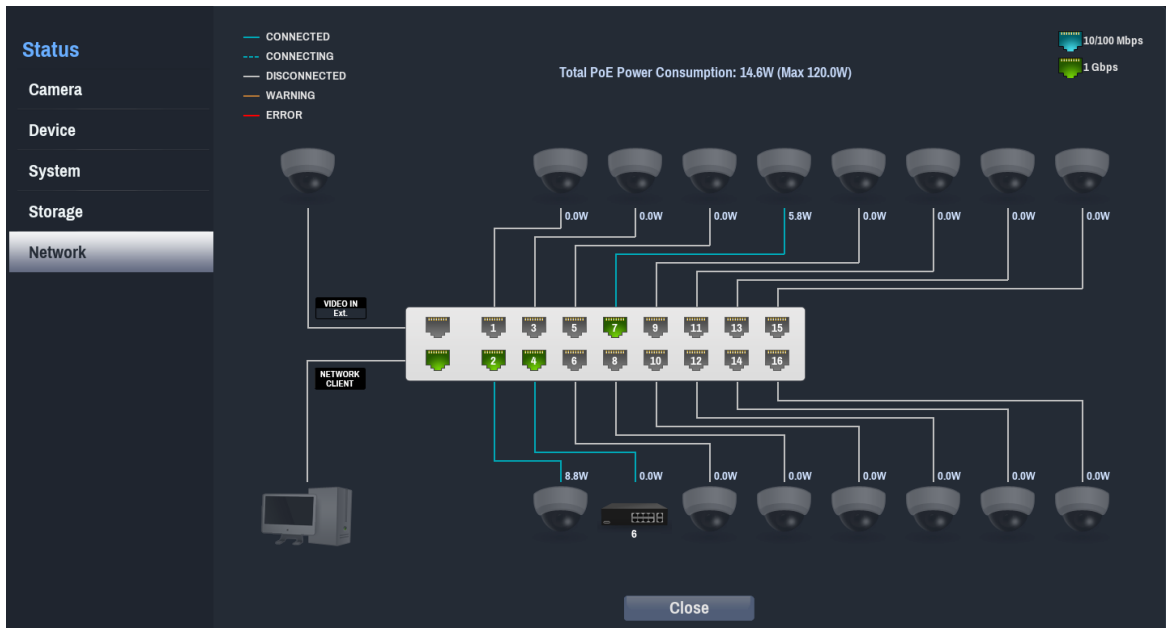 Status
Camera
Device
System
Storage
Network
CONNECTED
CONNECTING
DISCONNECTED
WARNING
ERROR
Total PoE Power Consumption: 14.6W (Max 120.0W)
10/100 Mbps
1 Gbps
0.0W 0.0W 0.0W 5.8W 0.0W 0.0W 0.0W 0.0W
VIDEO IN
Ext.
1 3 5 7 9 11 13 15
2 4 6 8 10 12 14 16
NETWORK
CLIENT
8.8W 0.0W 0.0W 0.0W 0.0W 0.0W 0.0W 0.0W
6
Close